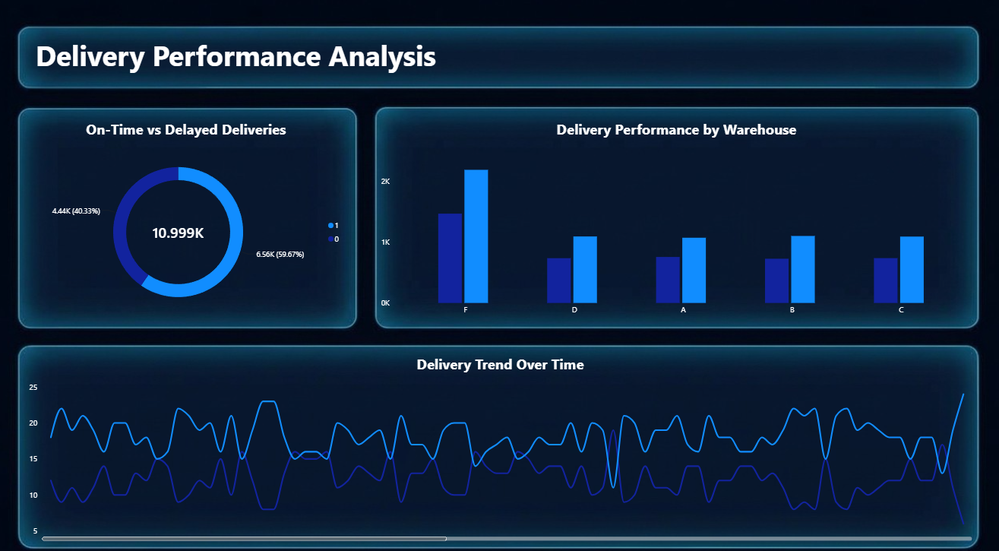 Delivery Performance Analysis
On-Time vs Delayed Deliveries
4.44K (40.33%)
10.999K
6.56K (59.67%)
1
0
Delivery Performance by Warehouse
2K
1K
0K
F D A B C
Delivery Trend Over Time
25
20
15
10
5